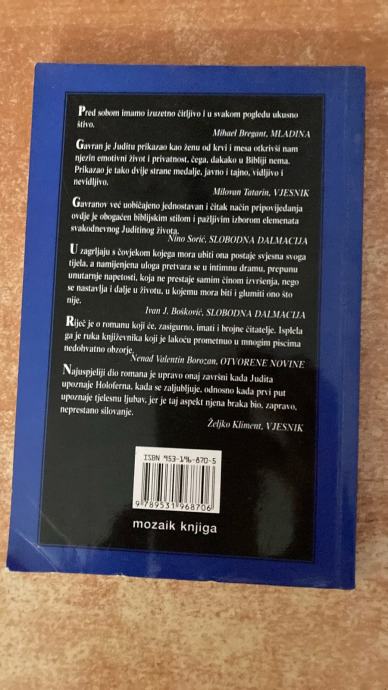 Pred sobom imamo izuzetno čitljivo i u svakom pogledu ukusno
štivo.
Mihael Bregant, MLADINA
Gavran je Juditu prikazao kao ženu od krvi i mesa otkrivši nam
njezin emotivni život i privatnost, čega, dakako u Bibliji nema.
Prikazao je tako dvije strane medalje, javno i tajno, vidljivo i
nevidljivo.
Milovan Tatarin, VJESNIK
Gavranov već uobičajeno jednostavan i čitak način pripovijedanja
ovdje je obogaćen biblijskim stilom i pažljivim izborom elemenata
svakodnevnog Juditinog života.
Nino Sorić, SLOBODNA DALMACIJA
U zagrljaju s čovjekom kojega mora ubiti ona postaje svjesna svoga
tijela, a namijenjena uloga pretvara se u intimnu dramu, prepunu
unutarnje napetosti, koja ne prestaje samim činom izvršenja, nego
se nastavlja i dalje u životu, u kojemu mora biti i glumiti ono što
nije.
Ivan J. Bošković, SLOBODNA DALMACIJA
Riječ je o romanu koji će, zasigurno, imati i brojne čitatelje. Isplela
ga je ruka književnika koji je lakoću prometnuo u mnogim piscima
nedohvatno obzorje.
Nenad Valentin Borozan, OTVORENE NOVINE
Najuspjeliji dio romana je upravo onaj završni kada Judita
upoznaje Holoferna, kada se zaljubljuje, odnosno kada prvi put
upoznaje tjelesnu ljubav, jer je taj aspekt njena braka bio, zapravo,
neprestano silovanje.
Željko Kliment, VJESNIK
ISBN 953-196-870-5
9 789531 968706
mozaik knjiga